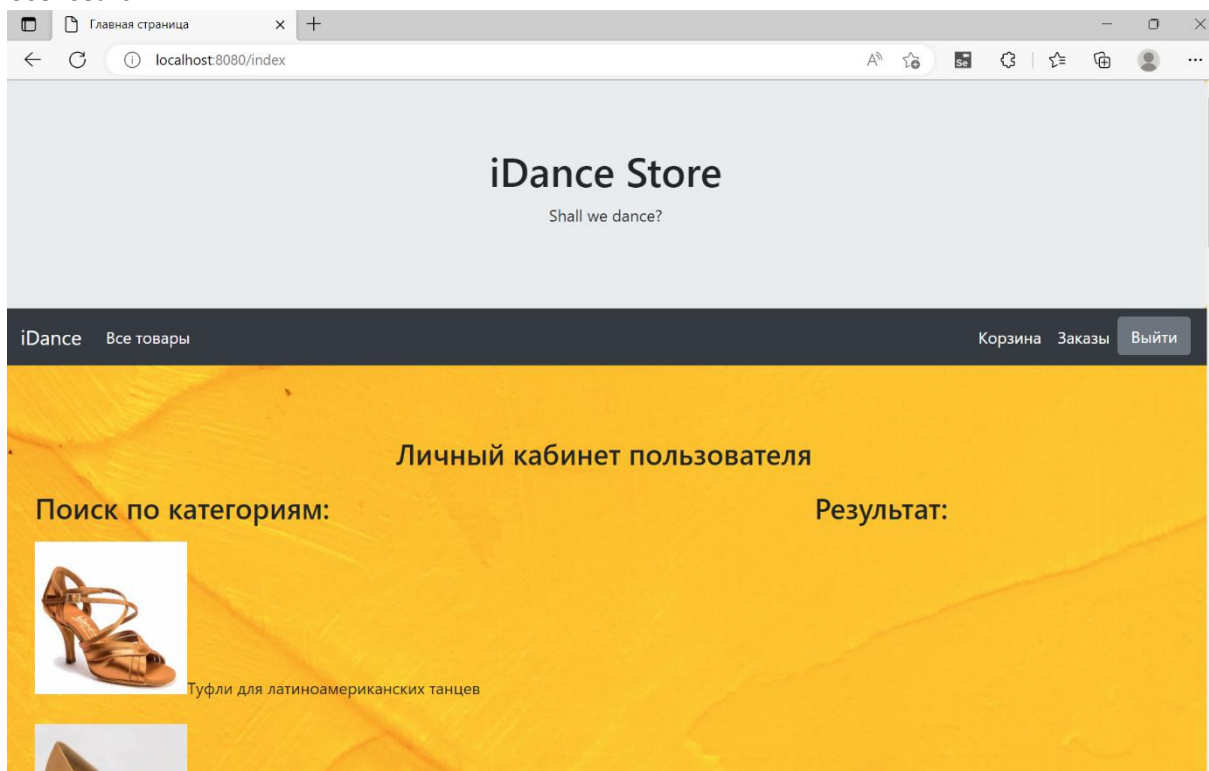 Главная страница
localhost:8080/index
Se
iDance Store
Shall we dance?
iDance Все товары Корзина Заказы Выйти
Личный кабинет пользователя
Поиск по категориям: Результат:
Туфли для латиноамериканских танцев